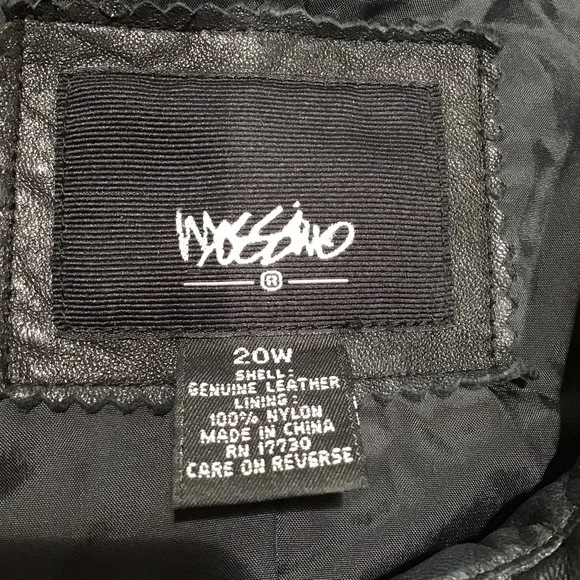 Mossimo
®
20W
SHELL:
GENUINE LEATHER
LINING:
100% NYLON
MADE IN CHINA
RN 17730
CARE ON REVERSE